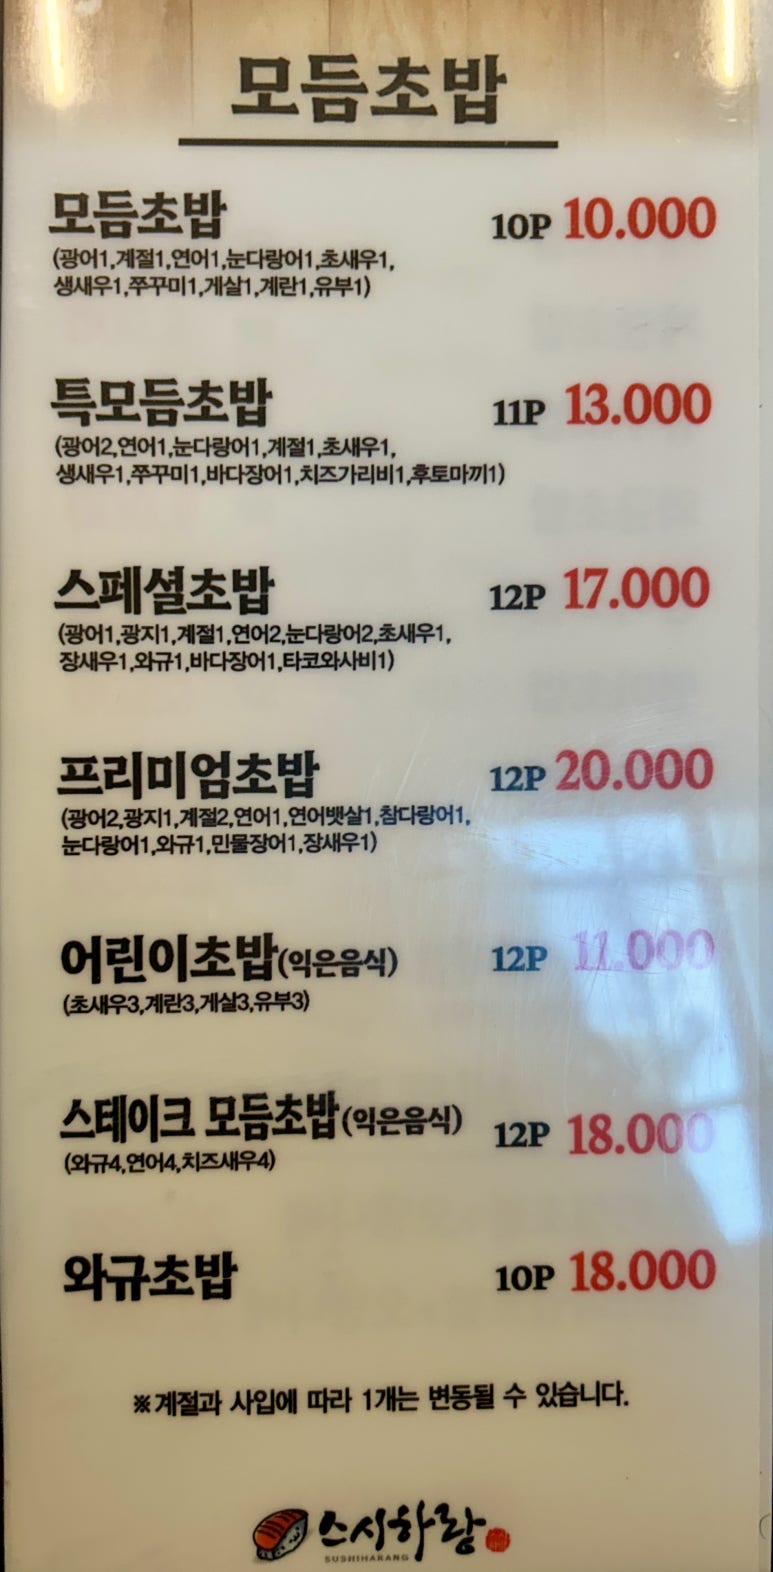 모듬초밥
모듬초밥 10P 10.000
(광어1,계절1,연어1,눈다랑어1,초새우1,
생새우1,쭈꾸미1,게살1,계란1,유부1)
특모듬초밥 11P 13.000
(광어2,연어1,눈다랑어1,계절1,초새우1,
생새우1,쭈꾸미1,바다장어1,치즈가리비1,후토마끼1)
스페셜초밥 12P 17.000
(광어1,광지1,계절1,연어2,눈다랑어2,초새우1,
장새우1,와규1,바다장어1,타코와사비1)
프리미엄초밥 12P 20.000
(광어2,광지1,계절2,연어1,연어뱃살1,참다랑어1,
눈다랑어1,와규1,민물장어1,장새우1)
어린이초밥(익은음식) 12P 11.000
(초새우3,계란3,게살3,유부3)
스테이크 모듬초밥(익은음식) 12P 18.000
(와규4,연어4,치즈새우4)
와규초밥 10P 18.000
※계절과 사입에 따라 1개는 변동될 수 있습니다.
스시하랑
SUSHIHARANG